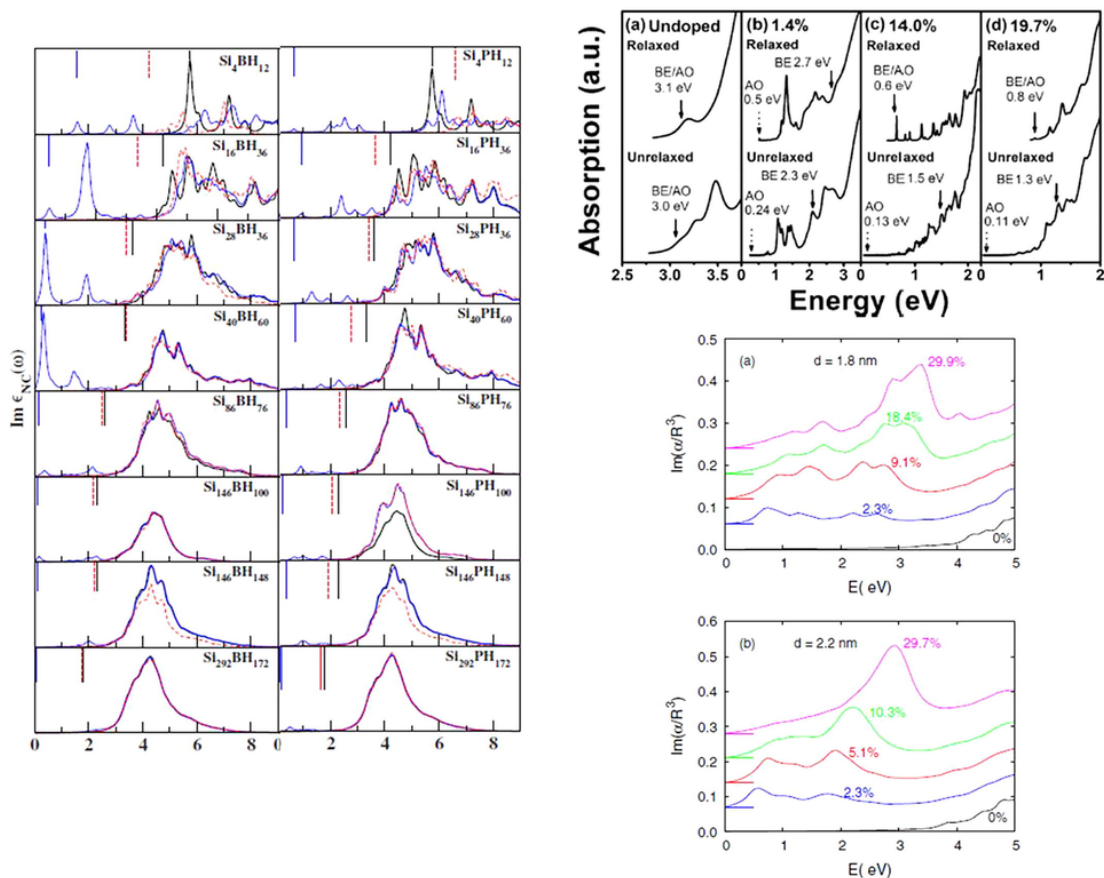 Im ϵNC(ω)
Si4BH12
Si4PH12
Si16BH36
Si16PH36
Si28BH36
Si28PH36
Si40BH60
Si40PH60
Si86BH76
Si86PH76
Si146BH100
Si146PH100
Si146BH148
Si146PH148
Si292BH172
Si292PH172
0 2 4 6 8 0 2 4 6 8
Absorption (a.u.)
(a) Undoped
Relaxed
BE/AO
3.1 eV
Unrelaxed
BE/AO
3.0 eV
2.5 3.0 3.5
(b) 1.4%
Relaxed
BE 2.7 eV
AO
0.5 eV
Unrelaxed
BE 2.3 eV
AO
0.24 eV
0 1 2 3
(c) 14.0%
Relaxed
BE/AO
0.6 eV
Unrelaxed
BE 1.5 eV
AO
0.13 eV
0 1 2
(d) 19.7%
Relaxed
BE/AO
0.8 eV
Unrelaxed
BE 1.3 eV
AO
0.11 eV
0 1 2
Energy (eV)
(a) d = 1.8 nm
29.9%
18.4%
9.1%
2.3%
0%
Im(α/R3)
0.5
0.4
0.3
0.2
0.1
0.0
0 1 2 3 4 5
E( eV)
(b) d = 2.2 nm
29.7%
10.3%
5.1%
2.3%
0%
Im(α/R3)
0.6
0.5
0.4
0.3
0.2
0.1
0.0
0 1 2 3 4 5
E( eV)